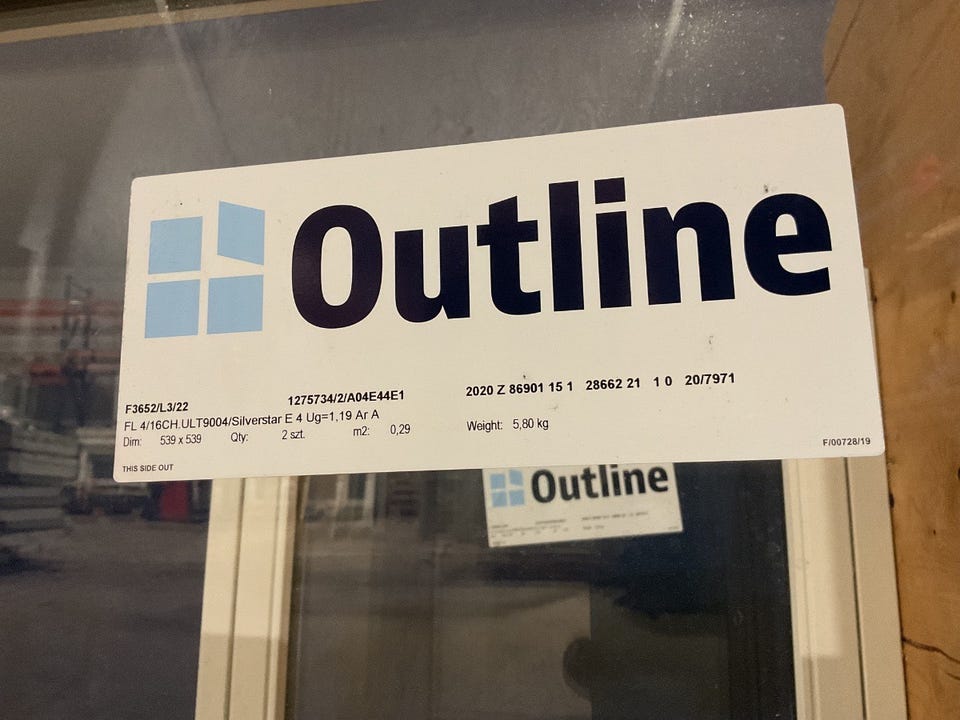 Outline
F3652/L3/22 1275734/2/A04E44E1 2020 Z 86901 15 1 28662 21 1 0 20/7971
FL 4/16CH.ULT9004/Silverstar E 4 Ug=1,19 Ar A
Dim: 539 x 539 Qty: 2 szt. m2: 0,29 Weight: 5,80 kg
THIS SIDE OUT F/00728/19
Outline